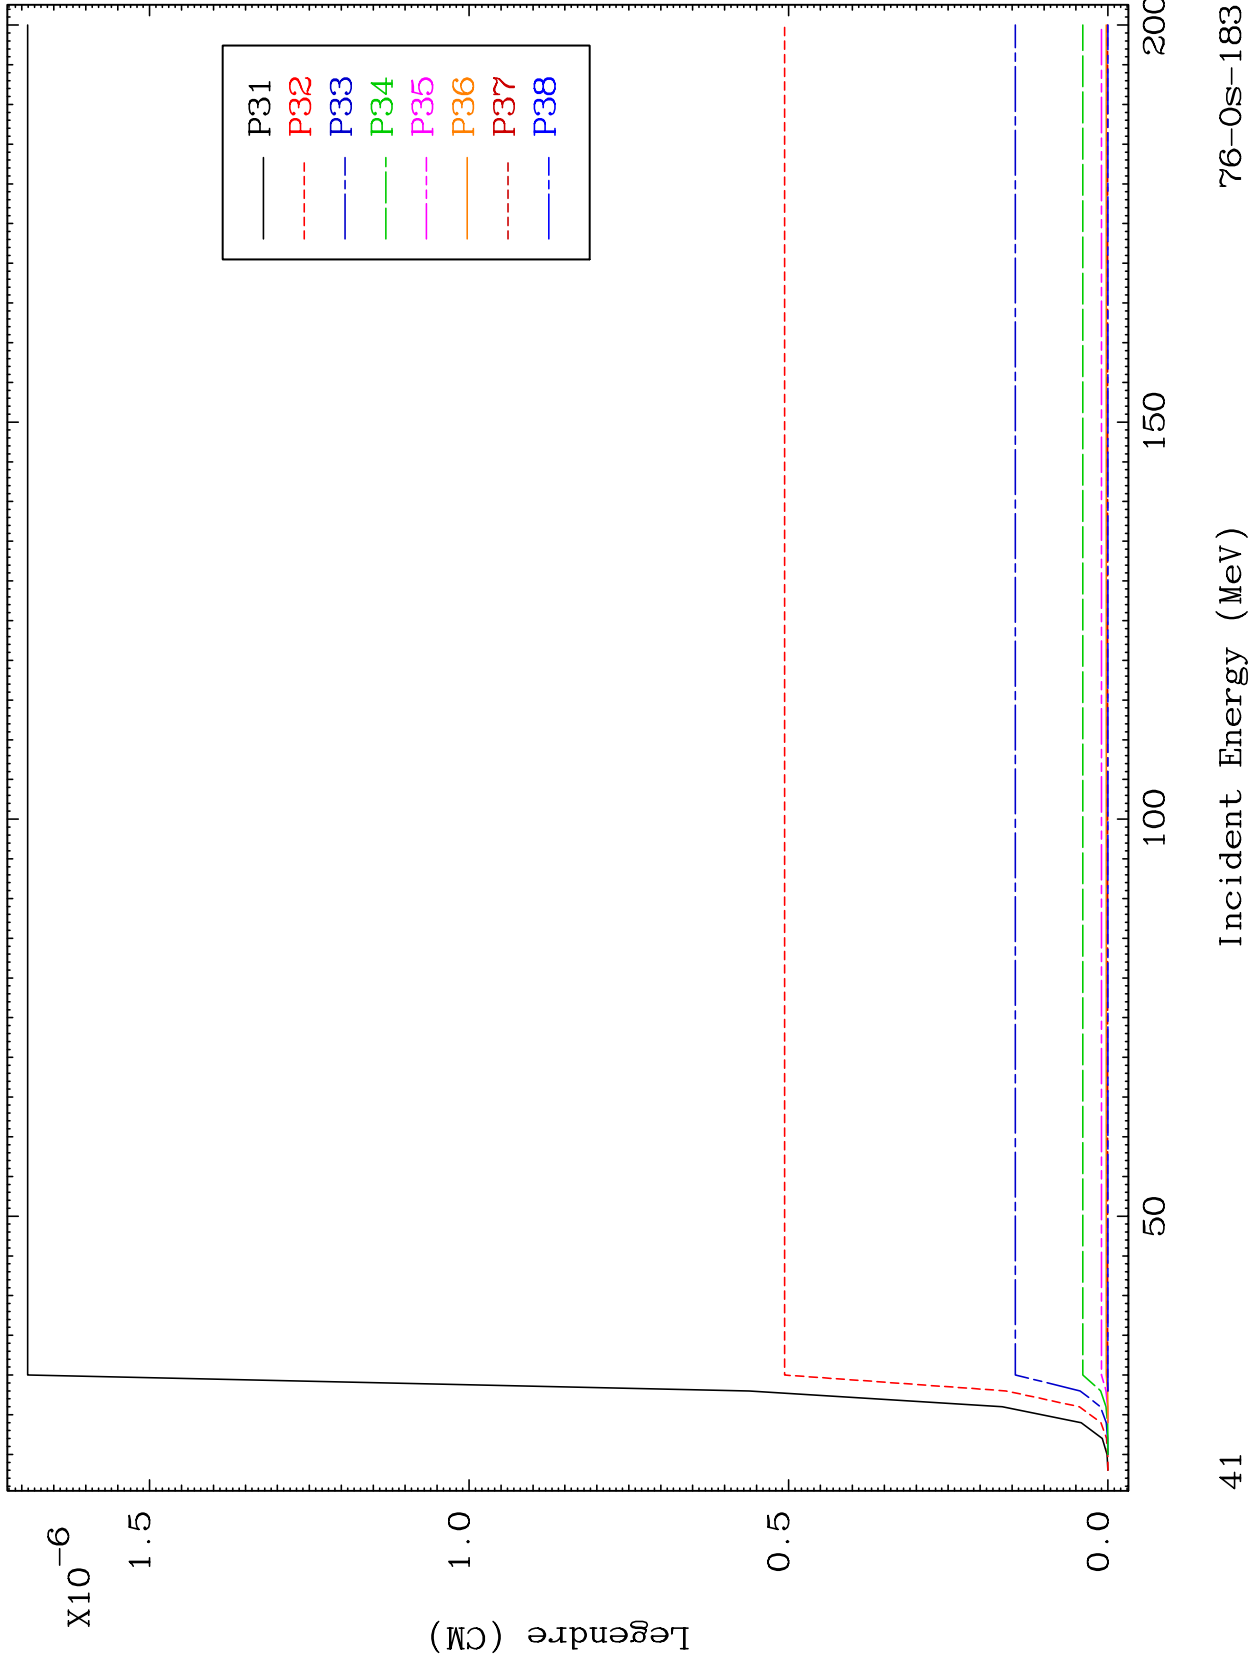 X10⁻⁶
1.5
1.0
0.5
0.0
Legendre (CM)
P31
P32
P33
P34
P35
P36
P37
P38
50
100
150
200
Incident Energy (MeV)
41
76-Os-183